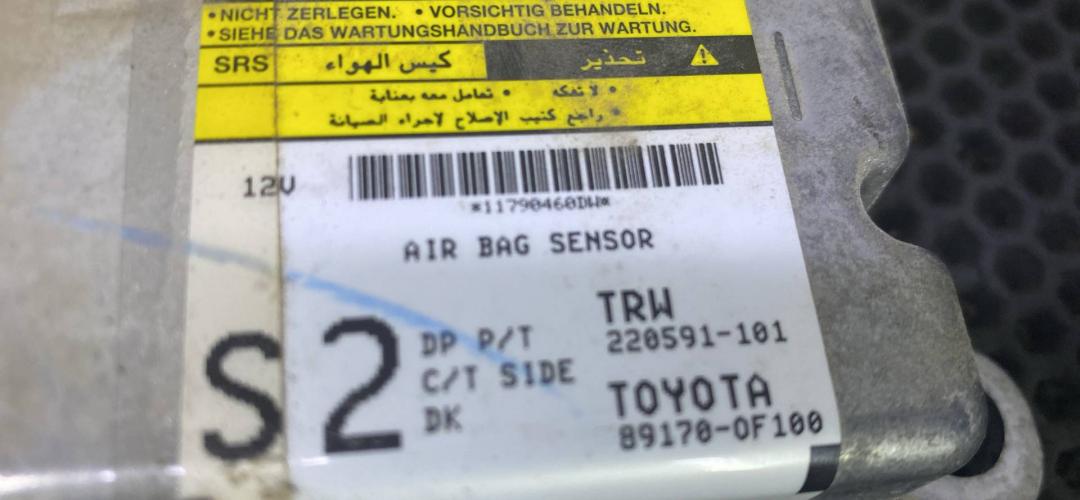 • NICHT ZERLEGEN. • VORSICHTIG BEHANDELN.
• SIEHE DAS WARTUNGSHANDBUCH ZUR WARTUNG.
SRS كيس الهواء تحذير
• لا تفكه • تعامل معه بعناية
• راجع كتيب الإصلاح لاجراء الصيانة
12V
*11790460DW*
AIR BAG SENSOR
S2
DP P/T
C/T SIDE
DK
TRW
220591-101
TOYOTA
89170-0F100